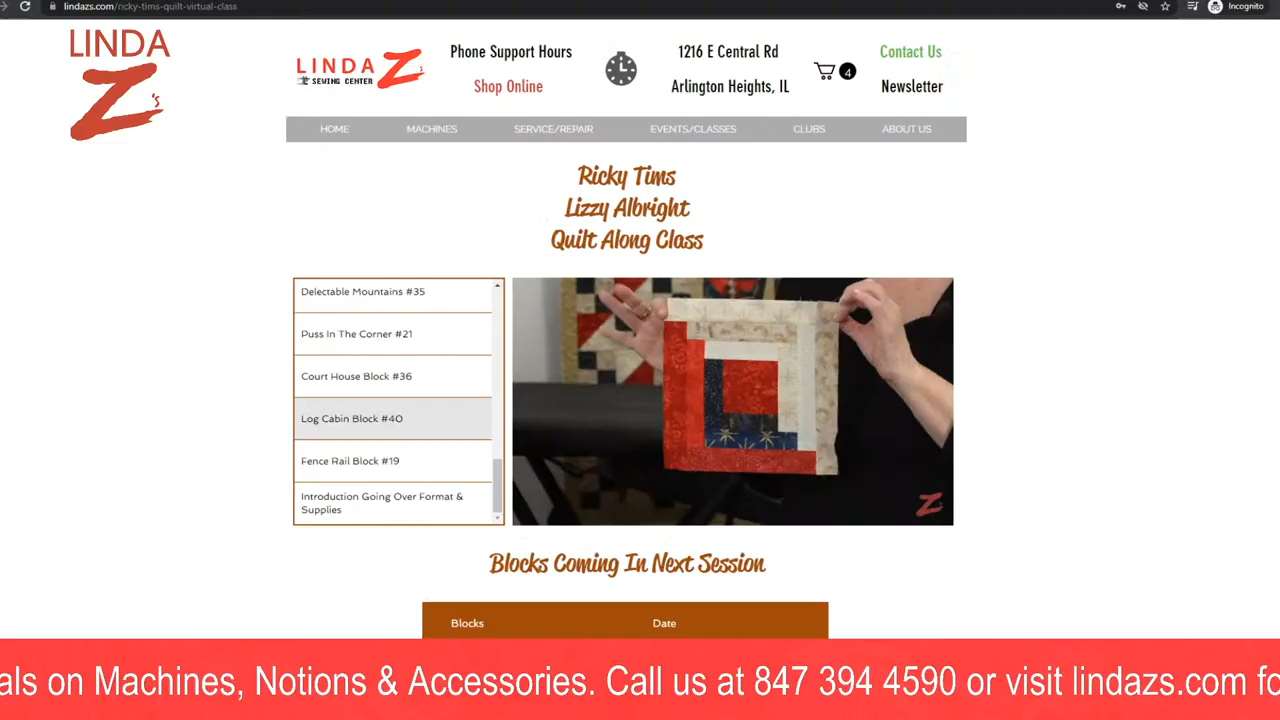 lindazs.com/ricky-tims-quilt-virtual-class
Incognito
LINDA
Z's
LINDA Z's
SEWING CENTER
Phone Support Hours
Shop Online
1216 E Central Rd
Arlington Heights, IL
4
Contact Us
Newsletter
HOME MACHINES SERVICE/REPAIR EVENTS/CLASSES CLUBS ABOUT US
Ricky Tims
Lizzy Albright
Quilt Along Class
Delectable Mountains #35
Puss In The Corner #21
Court House Block #36
Log Cabin Block #40
Fence Rail Block #19
Introduction Going Over Format &
Supplies
Z's
Blocks Coming In Next Session
Blocks Date
als on Machines, Notions & Accessories. Call us at 847 394 4590 or visit lindazs.com fo